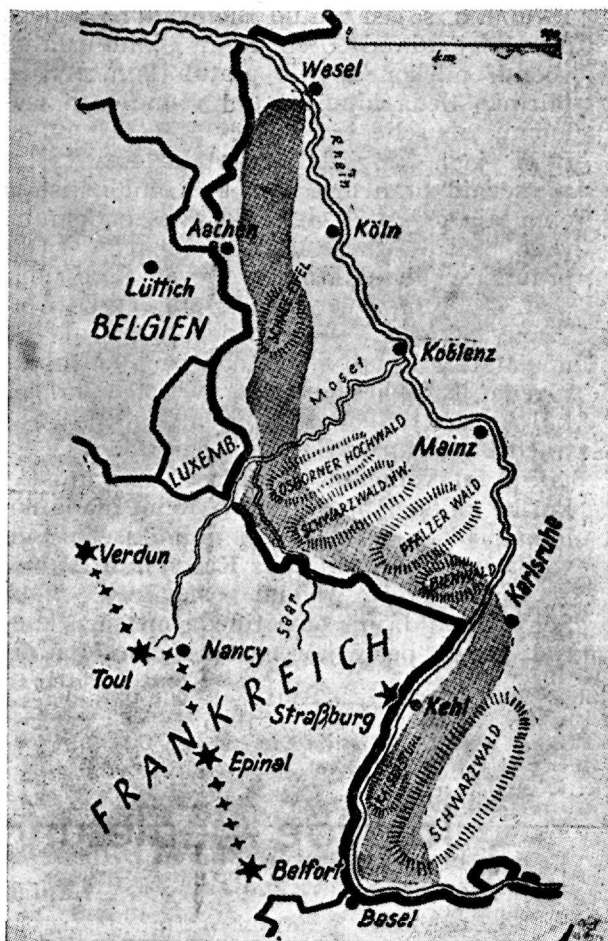 km
Wesel
Rhein
Aachen
Köln
Lüttich
BELGIEN
Koblenz
Mosel
LUXEMB.
Mainz
OSBORNER HOCHWALD
SCHWARZWALD.HW.
PFÄLZER WALD
BIENWALD
Karlsruhe
Verdun
Saar
Toul
Nancy
FRANKREICH
Straßburg
Kehl
Epinal
SCHWARZWALD
Belfort
Basel